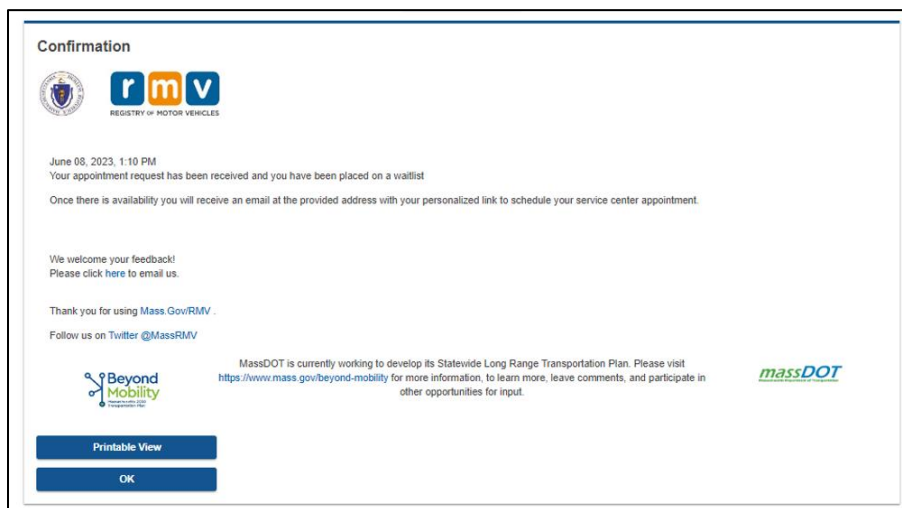 Confirmation
rmv
REGISTRY OF MOTOR VEHICLES
June 08, 2023, 1:10 PM
Your appointment request has been received and you have been placed on a waitlist
Once there is availability you will receive an email at the provided address with your personalized link to schedule your service center appointment.
We welcome your feedback!
Please click here to email us.
Thank you for using Mass.Gov/RMV .
Follow us on Twitter @MassRMV
Beyond
Mobility
MassDOT is currently working to develop its Statewide Long Range Transportation Plan. Please visit
https://www.mass.gov/beyond-mobility for more information, to learn more, leave comments, and participate in
other opportunities for input.
massDOT
Printable View
OK